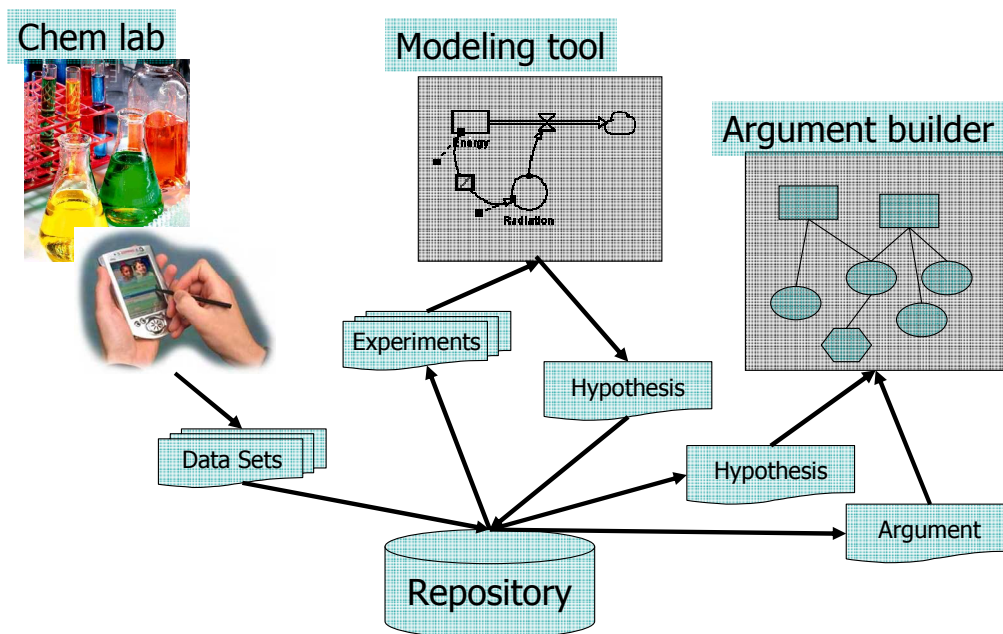 Chem lab
Modeling tool
Argument builder
Energy
Radiation
Experiments
Hypothesis
Data Sets
Hypothesis
Argument
Repository